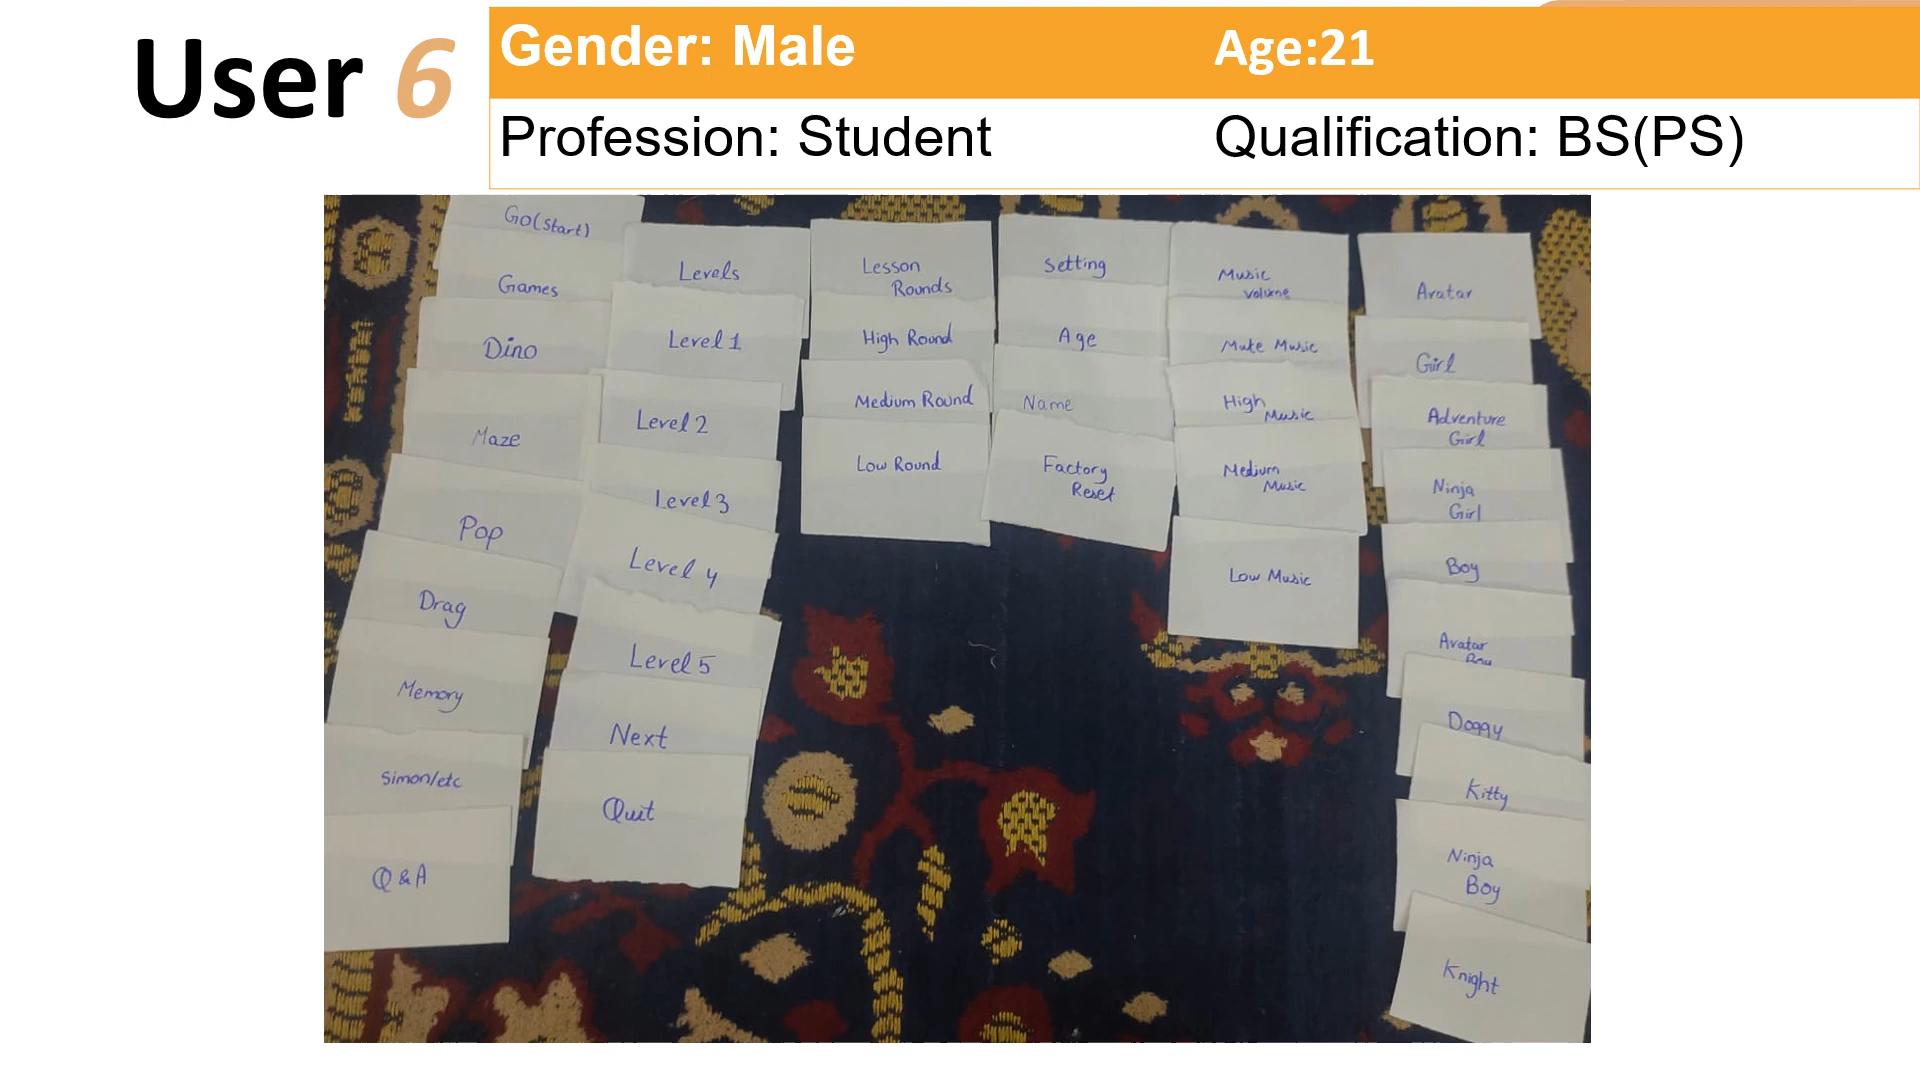 User 6
Gender: Male Age:21
Profession: Student Qualification: BS(PS)
Go(Start)
Games
Dino
Maze
Pop
Drag
Memory
Simon/etc
Q & A
Levels
Level 1
Level 2
Level 3
Level 4
Level 5
Next
Quit
Lesson
Rounds
High Round
Medium Round
Low Round
Setting
Age
Name
Factory
Reset
Music
Volume
Mute Music
High
Music
Medium
Music
Low Music
Avatar
Girl
Adventure
Girl
Ninja
Girl
Boy
Avatar
Boy
Doggy
Kitty
Ninja
Boy
Knight